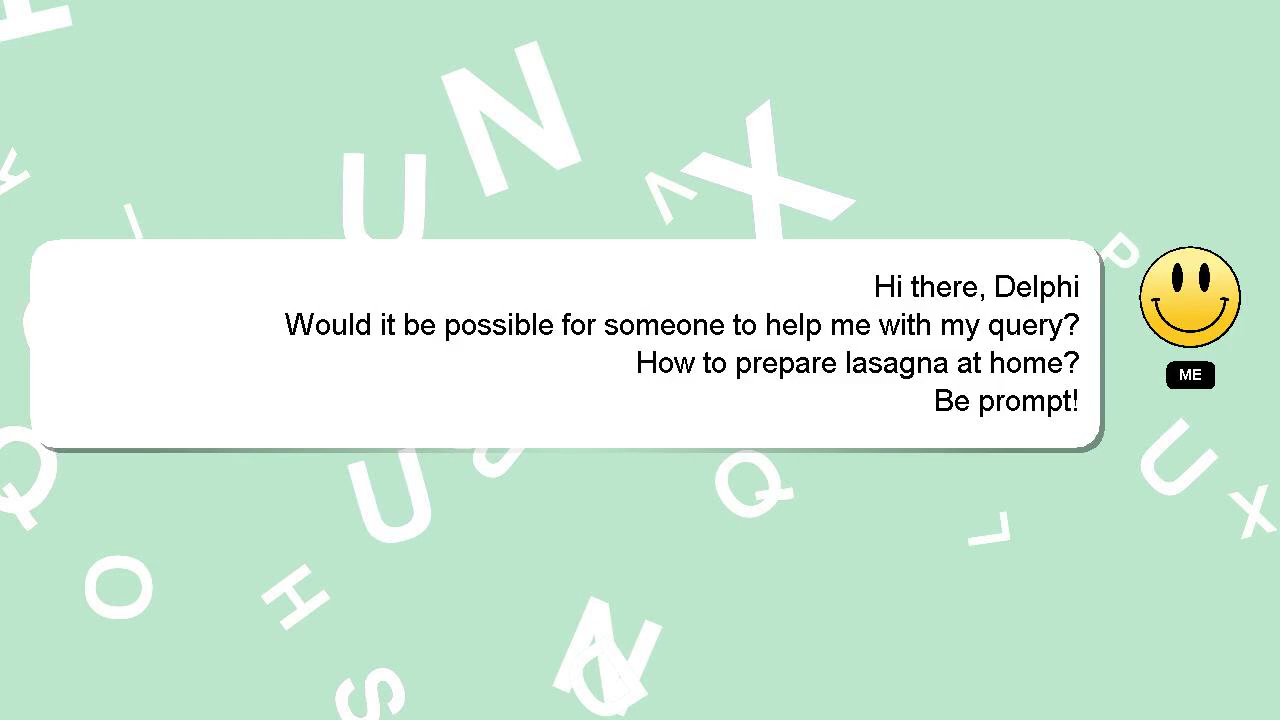 Hi there, Delphi
Would it be possible for someone to help me with my query?
How to prepare lasagna at home?
Be prompt!
ME